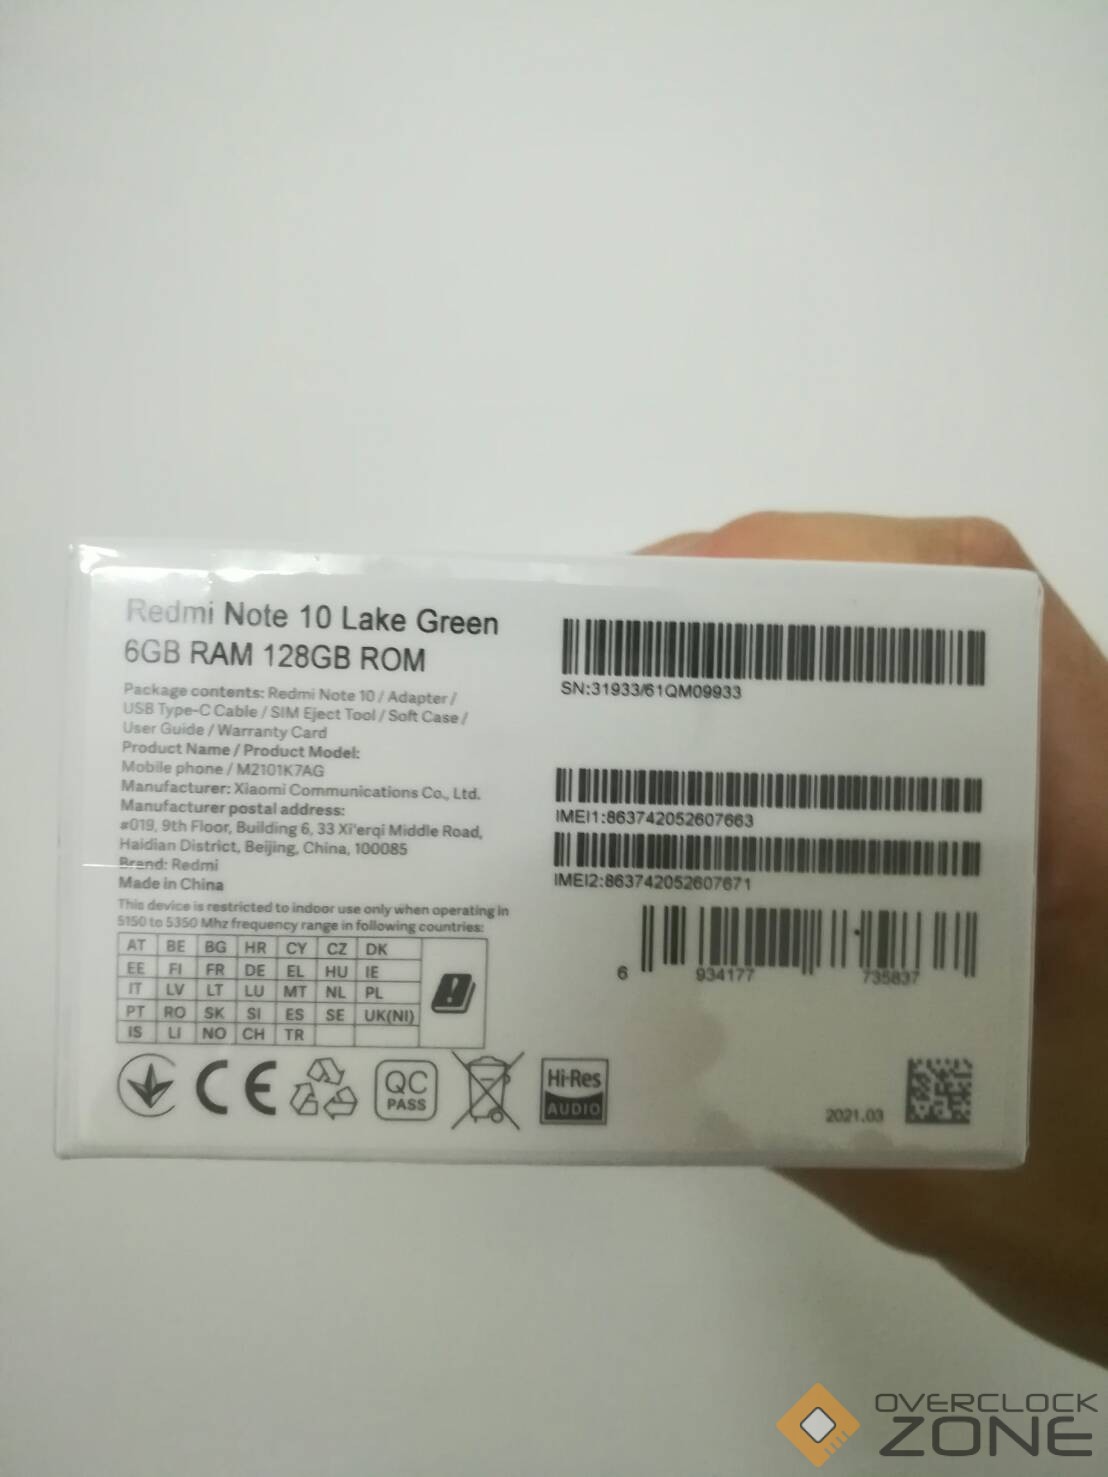 Redmi Note 10 Lake Green
6GB RAM 128GB ROM
Package contents: Redmi Note 10 / Adapter /
USB Type-C Cable / SIM Eject Tool / Soft Case /
User Guide / Warranty Card
Product Name / Product Model:
Mobile phone / M2101K7AG
Manufacturer: Xiaomi Communications Co., Ltd.
Manufacturer postal address:
#019, 9th Floor, Building 6, 33 Xi'erqi Middle Road,
Haidian District, Beijing, China, 100085
Brand: Redmi
Made in China
This device is restricted to indoor use only when operating in
5150 to 5350 Mhz frequency range in following countries:
AT BE BG HR CY CZ DK
EE FI FR DE EL HU IE
IT LV LT LU MT NL PL
PT RO SK SI ES SE UK(NI)
IS LI NO CH TR
CE
QC
PASS
Hi-Res
AUDIO
SN:31933/61QM09933
IMEI1:863742052607663
IMEI2:863742052607671
6 934177 735837
2021.03
OVERCLOCK
ZONE